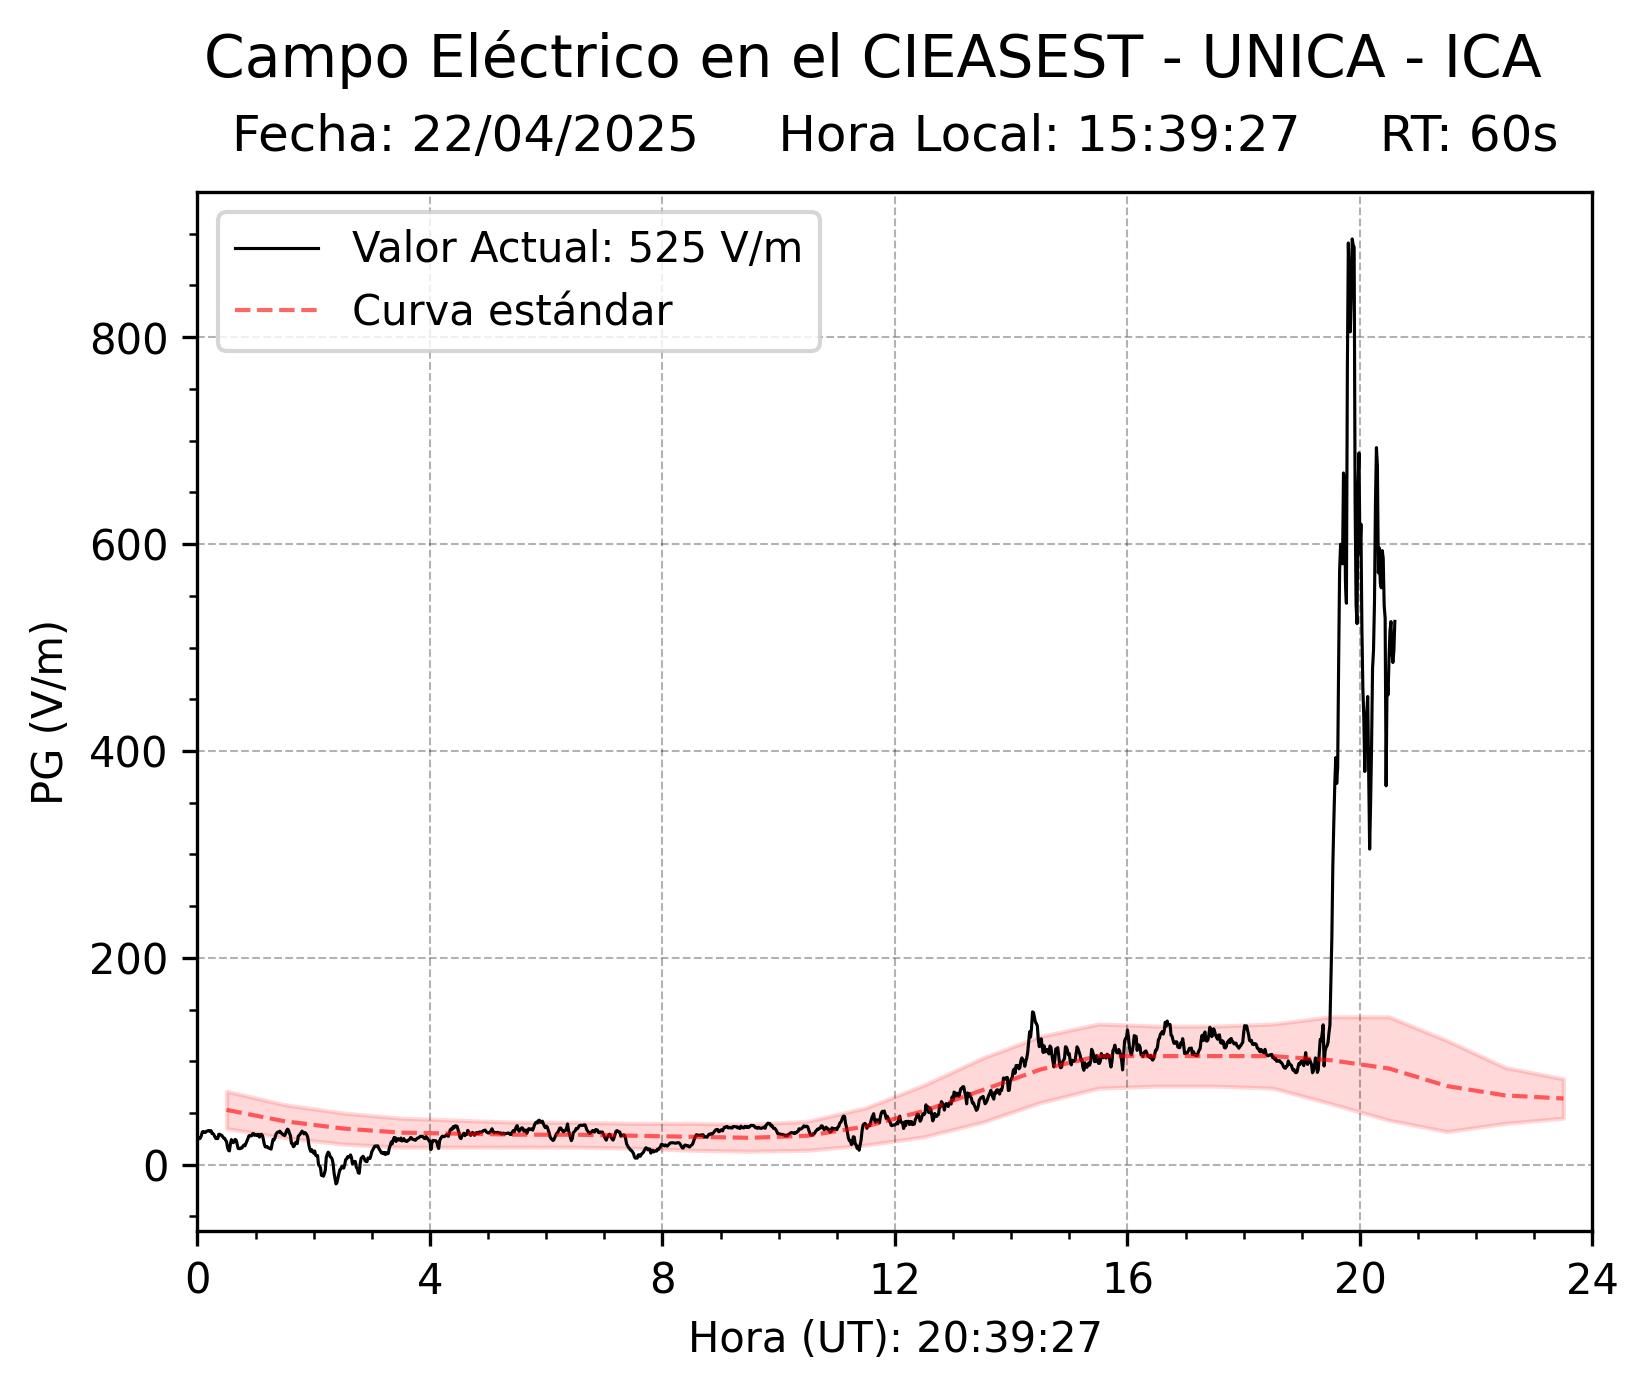 Campo Eléctrico en el CIEASEST - UNICA - ICA
Fecha: 22/04/2025 Hora Local: 15:39:27 RT: 60s
Valor Actual: 525 V/m
Curva estándar
PG (V/m)
800
600
400
200
0
0 4 8 12 16 20 24
Hora (UT): 20:39:27